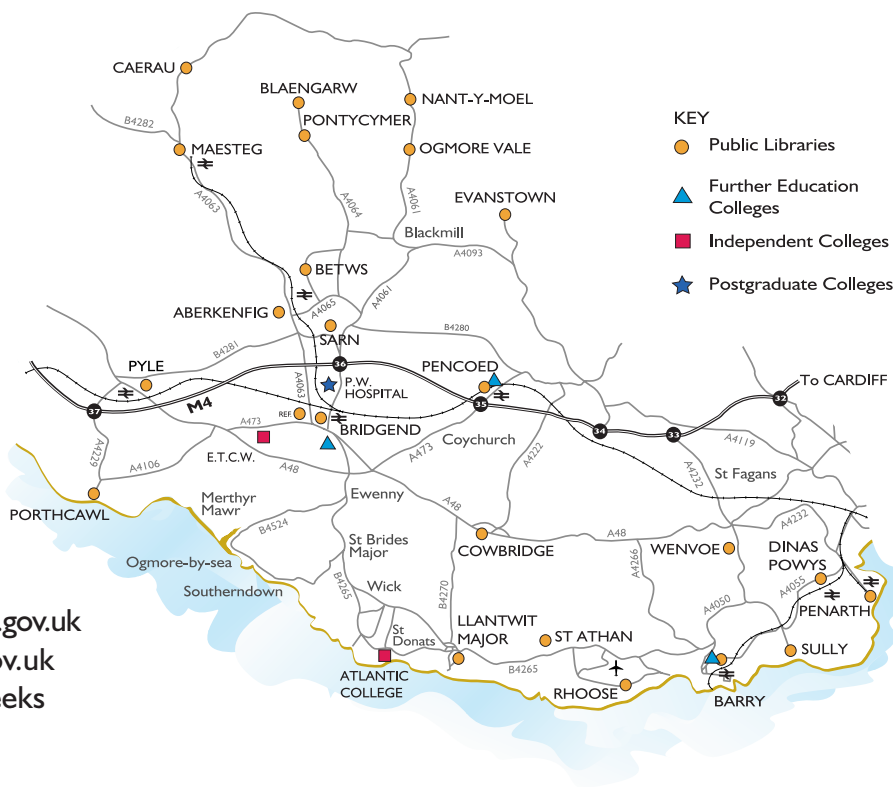 CAERAU
BLAENGARW
NANT-Y-MOEL
PONTYCYMER
B4282
MAESTEG
OGMORE VALE
A4063
A4064
A4061
EVANSTOWN
Blackmill
A4093
BETWS
A4061
A4065
ABERKENFIG
SARN
B4280
B4281
PYLE
36
PENCOED
P.W.
HOSPITAL
A4063
M4
37
35
REF.
BRIDGEND
A473
34
33
32
To CARDIFF
A4119
E.T.C.W.
A48
A473
Coychurch
A4222
A4229
A4106
A4232
St Fagans
PORTHCAWL
Merthyr
Mawr
Ewenny
A48
B4524
A48
A4232
St Brides
Major
COWBRIDGE
A4266
WENVOE
DINAS
POWYS
Ogmore-by-sea
Southerndown
B4265
Wick
B4270
A4050
A4055
PENARTH
St
Donats
LLANTWIT
MAJOR
ST ATHAN
SULLY
B4265
ATLANTIC
COLLEGE
RHOOSE
BARRY
KEY
Public Libraries
Further Education
Colleges
Independent Colleges
Postgraduate Colleges
.gov.uk
ov.uk
eeks